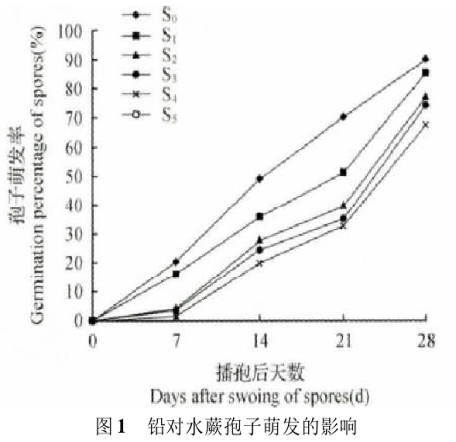 孢子萌发率
Germination percentage of spores(%)
100
90
80
70
60
50
40
30
20
10
0
S0
S1
S2
S3
S4
S5
0 7 14 21 28
播孢后天数
Days after swoing of spores(d)
图1 铅对水蕨孢子萌发的影响